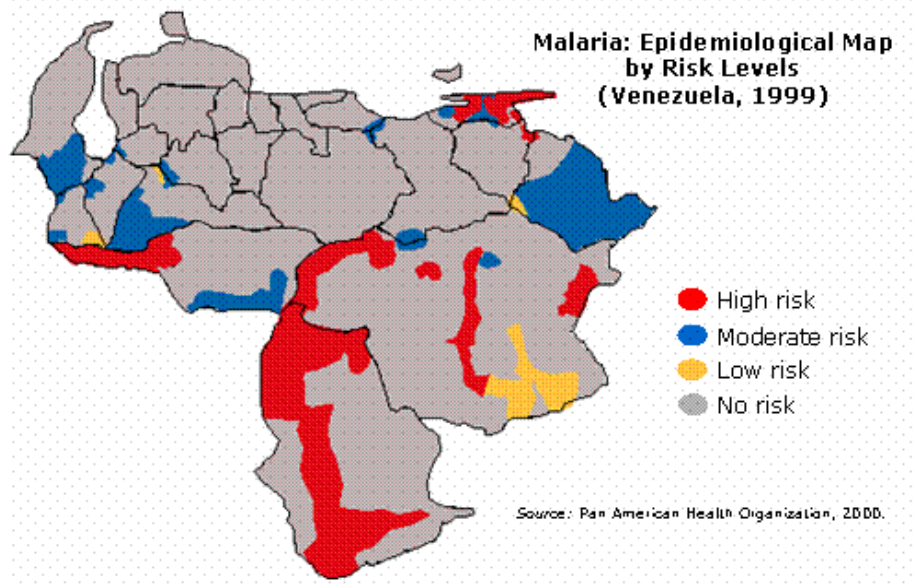 Malaria: Epidemiological Map
by Risk Levels
(Venezuela, 1999)
High risk
Moderate risk
Low risk
No risk
Source: Pan American Health Organization, 2000.